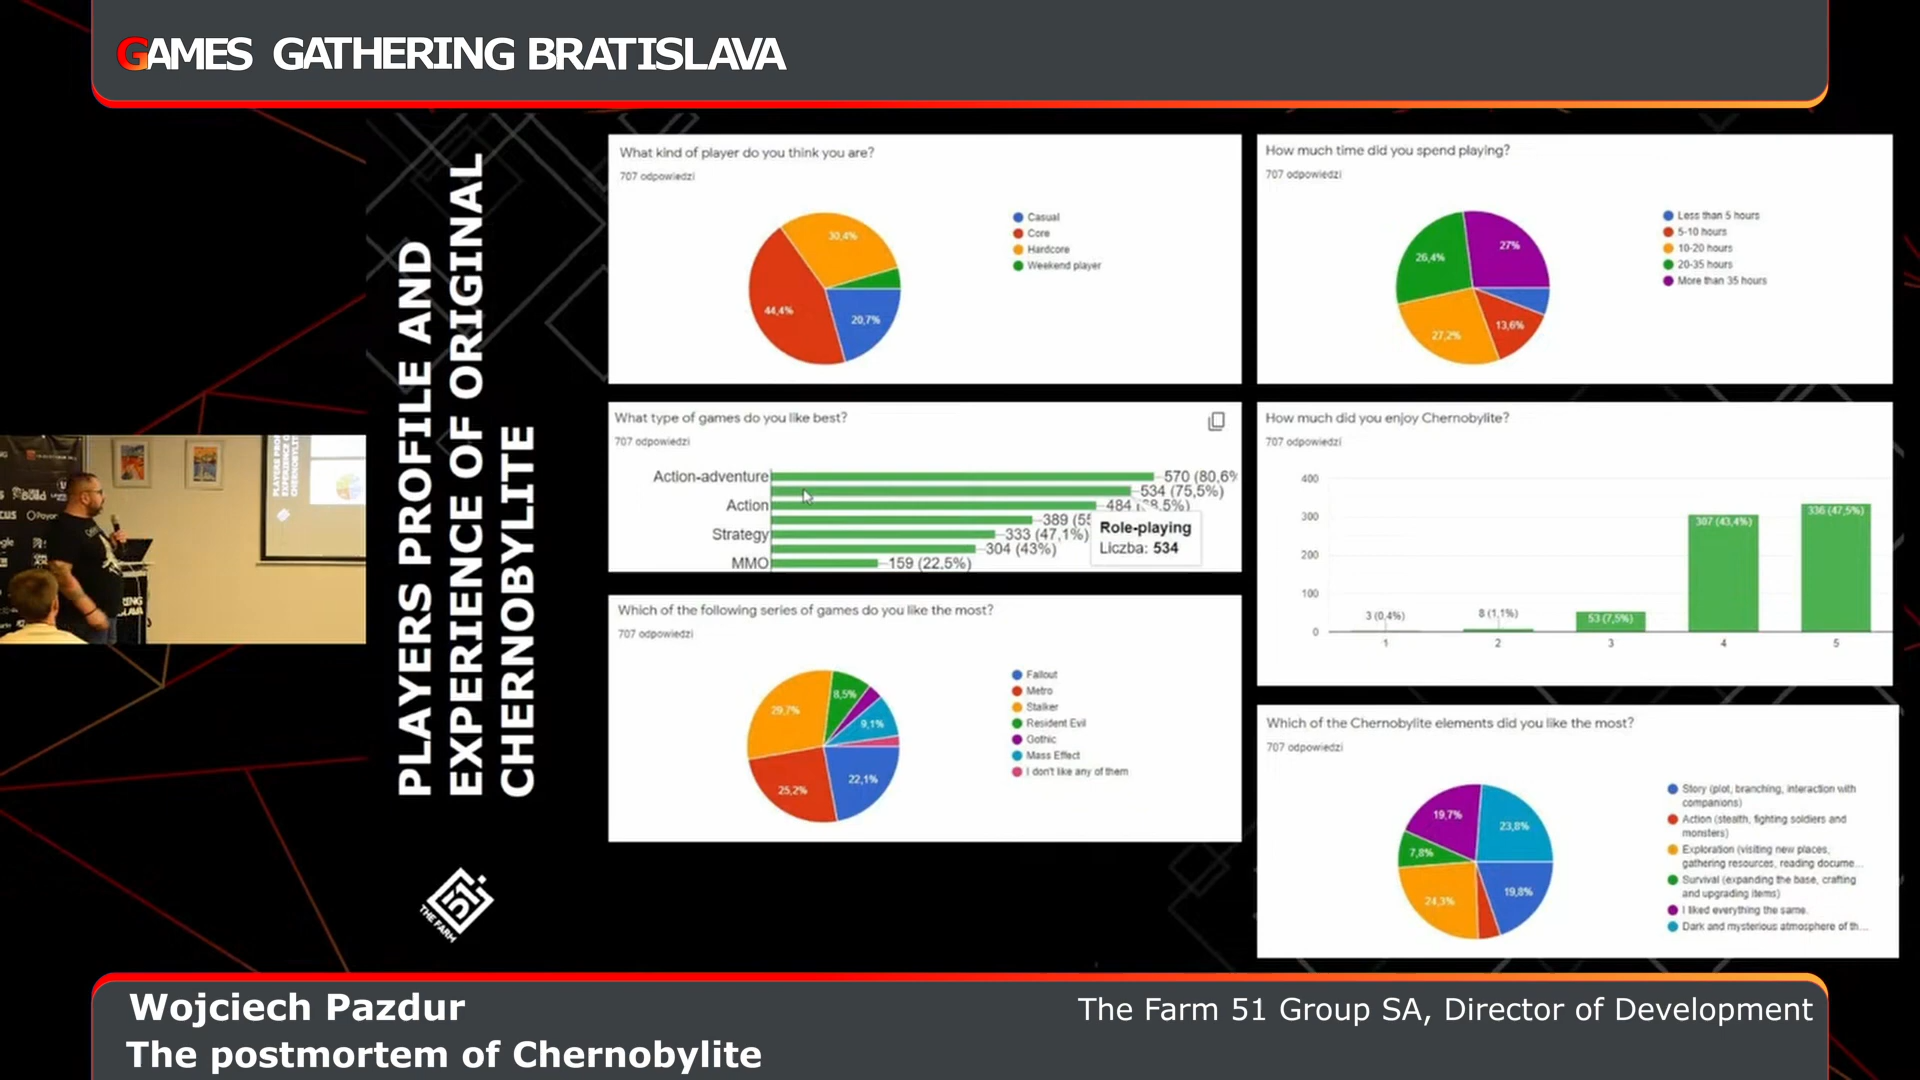 GAMES GATHERING BRATISLAVA
PLAYERS PROFILE AND
EXPERIENCE OF ORIGINAL
CHERNOBYLITE
THE FARM
51
What kind of player do you think you are?
707 odpowiedzi
30,4%
44,4%
20,7%
Casual
Core
Hardcore
Weekend player
How much time did you spend playing?
707 odpowiedzi
27%
26,4%
13,6%
27,2%
Less than 5 hours
5-10 hours
10-20 hours
20-35 hours
More than 35 hours
What type of games do you like best?
707 odpowiedzi
Action-adventure
570 (80,6%
534 (75,5%)
Action
484
8,5%)
389 (55
Strategy
333 (47,1%)
304 (43%)
MMO
159 (22,5%)
Role-playing
Liczba: 534
How much did you enjoy Chernobylite?
707 odpowiedzi
400
300
200
100
0
3 (0,4%)
8 (1,1%)
53 (7,5%)
307 (43,4%)
336 (47,5%)
1
2
3
4
5
Which of the following series of games do you like the most?
707 odpowiedzi
29,7%
8,5%
9,1%
25,2%
22,1%
Fallout
Metro
Stalker
Resident Evil
Gothic
Mass Effect
I don't like any of them
Which of the Chernobylite elements did you like the most?
707 odpowiedzi
19,7%
23,8%
7,8%
24,3%
19,8%
Story (plot, branching, interaction with
companions)
Action (stealth, fighting soldiers and
monsters)
Exploration (visiting new places,
gathering resources, reading docume...
Survival (expanding the base, crafting
and upgrading items)
I liked everything the same.
Dark and mysterious atmosphere of th...
Wojciech Pazdur
The Farm 51 Group SA, Director of Development
The postmortem of Chernobylite